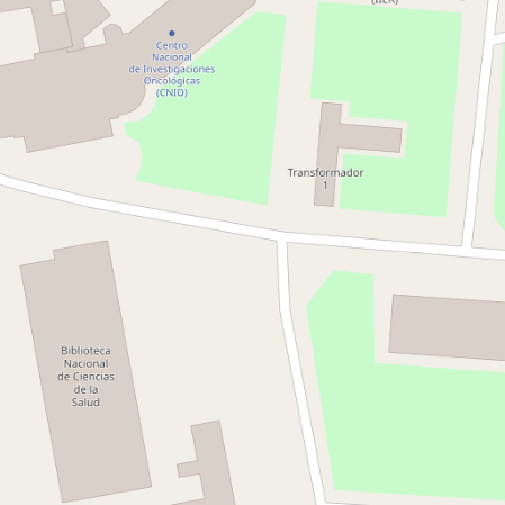 Centro
Nacional
de Investigaciones
Oncológicas
(CNIO)
Transformador
1
Biblioteca
Nacional
de Ciencias
de la
Salud